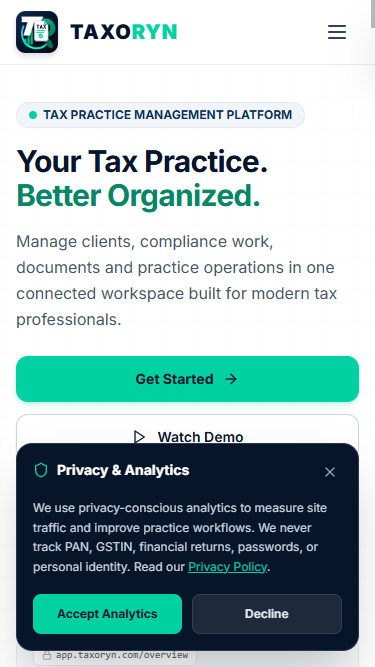 TAX
TAXORYN
TAX PRACTICE MANAGEMENT PLATFORM
Your Tax Practice.
Better Organized.
Manage clients, compliance work,
documents and practice operations in one
connected workspace built for modern tax
professionals.
Get Started
Watch Demo
Privacy & Analytics
We use privacy-conscious analytics to measure site
traffic and improve practice workflows. We never
track PAN, GSTIN, financial returns, passwords, or
personal identity. Read our Privacy Policy.
Accept Analytics
Decline
app.taxoryn.com/overview